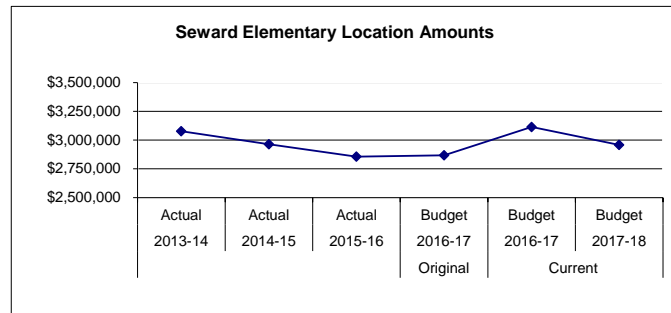 Seward Elementary Location Amounts
$3,500,000
$3,250,000
$3,000,000
$2,750,000
$2,500,000
Actual Actual Actual Budget Budget Budget
2013-14 2014-15 2015-16 2016-17 2016-17 2017-18
Original Current